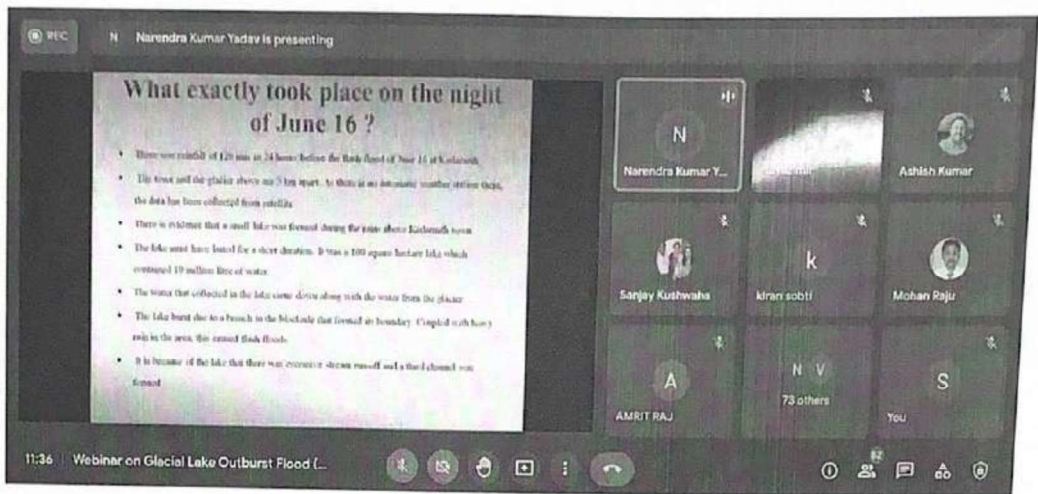 REC
N Narendra Kumar Yadav is presenting
What exactly took place on the night
of June 16 ?
• There was rainfall of 120 mm in 24 hours before the flash flood of June 16 at Kedarnath
• The town and the glacier above are 5 km apart. As there is no automatic weather station there,
the data has been collected from satellite
• There is evidence that a small lake was formed during the rains above Kedarnath town
• The lake must have lasted for a short duration. It was a 100 square hectare lake which
contained 10 million litre of water
• The water that collected in the lake came down along with the water from the glacier
• The lake burst due to a breach in the blockade that formed its boundary. Coupled with heavy
rain in the area, this caused flash floods
• It is because of the lake that there was excessive stream run-off and a third channel was
formed
N
Narendra Kumar Y...
Ashish Kumar
Sanjay Kushwaha
k
kiran sobti
Mohan Raju
A
AMRIT RAJ
N V
73 others
S
You
11:36 | Webinar on Glacial Lake Outburst Flood (...
82